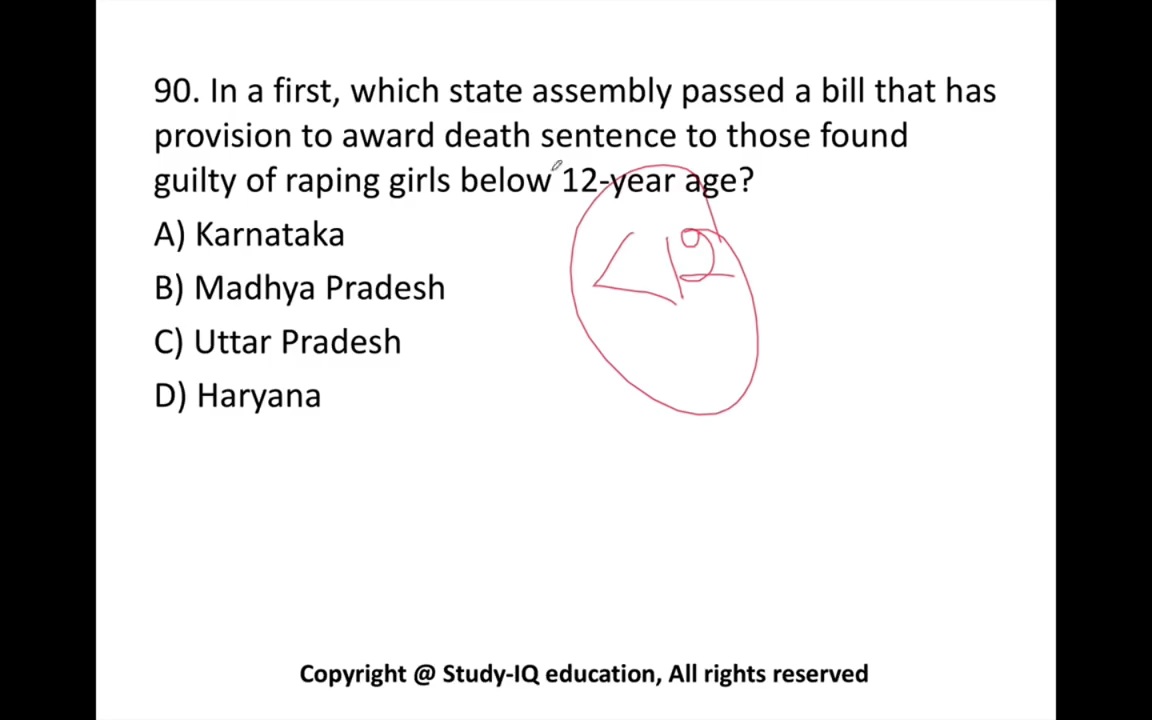 90. In a first, which state assembly passed a bill that has
provision to award death sentence to those found
guilty of raping girls below 12-year age?
A) Karnataka
<12
B) Madhya Pradesh
C) Uttar Pradesh
D) Haryana
Copyright @ Study-IQ education, All rights reserved